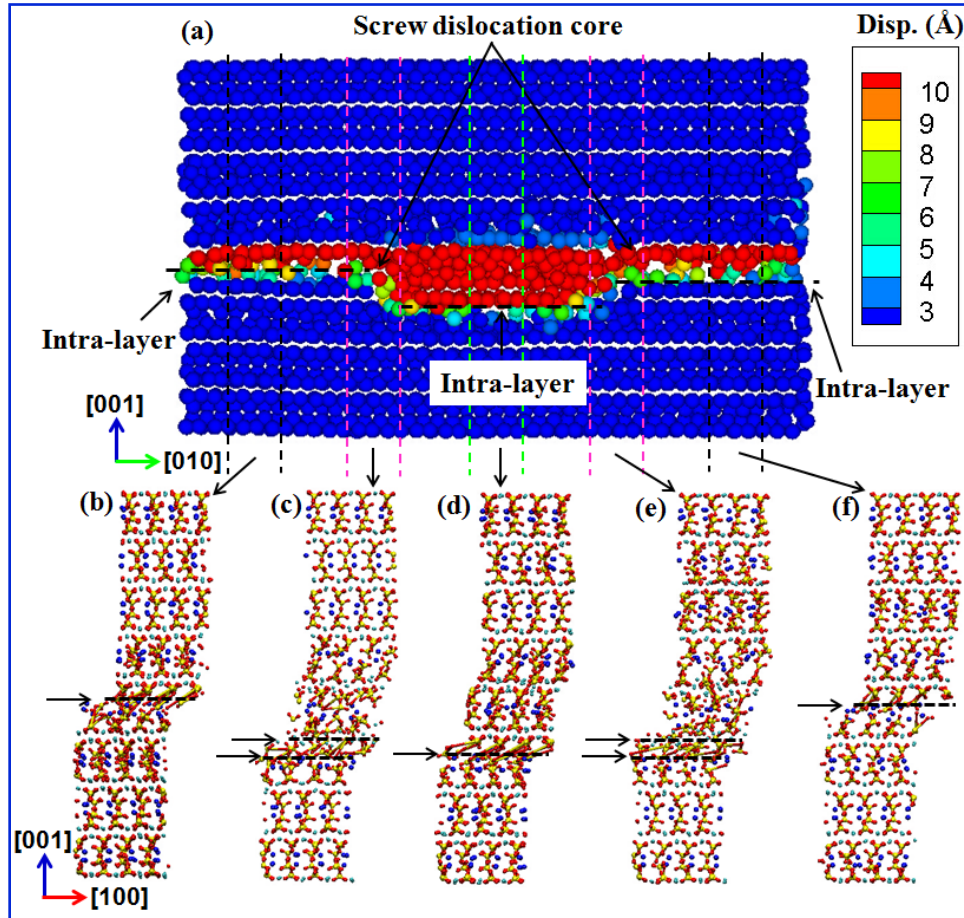 Screw dislocation core
(a)
Disp. (Å)
10
9
8
7
6
5
4
3
Intra-layer
Intra-layer
Intra-layer
[001]
[010]
(b)
(c)
(d)
(e)
(f)
[001]
[100]